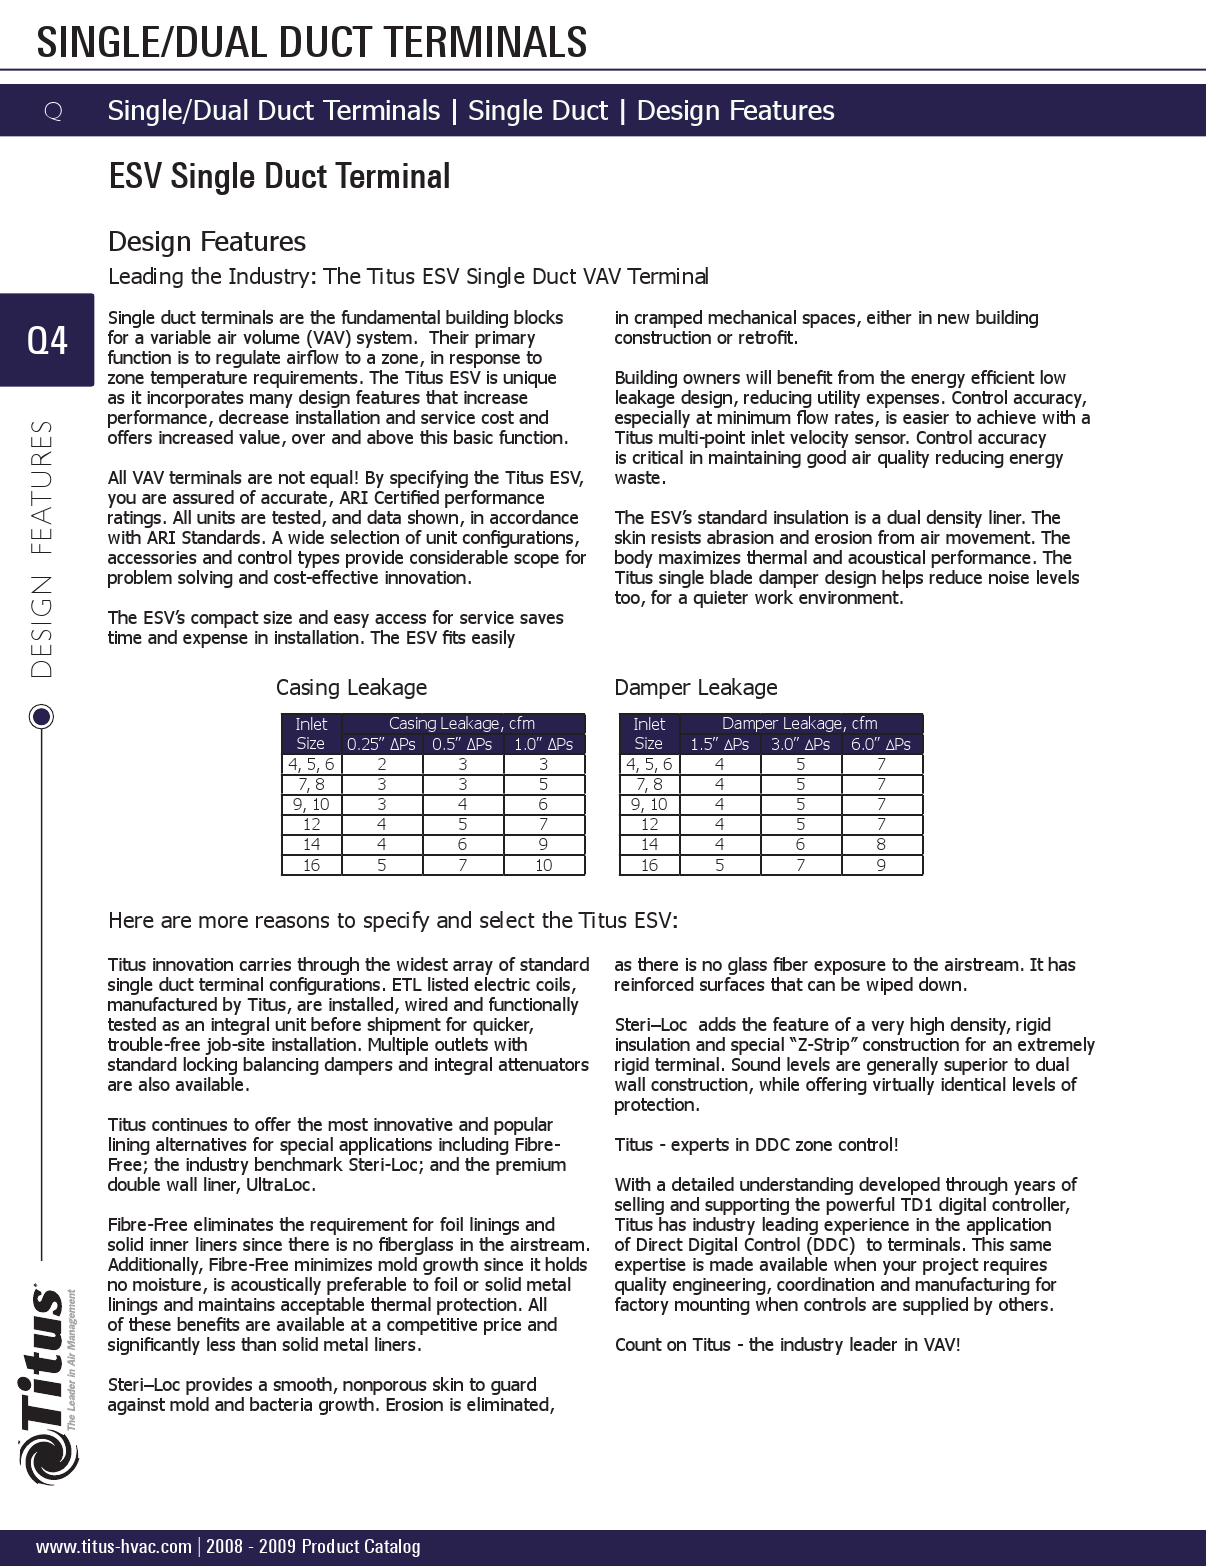 SINGLE/DUAL DUCT TERMINALS
Q
Single/Dual Duct Terminals | Single Duct | Design Features
ESV Single Duct Terminal
Design Features
Leading the Industry: The Titus ESV Single Duct VAV Terminal
Q4
DESIGN FEATURES
Single duct terminals are the fundamental building blocks
for a variable air volume (VAV) system.  Their primary
function is to regulate airflow to a zone, in response to
zone temperature requirements. The Titus ESV is unique
as it incorporates many design features that increase
performance, decrease installation and service cost and
offers increased value, over and above this basic function.
All VAV terminals are not equal! By specifying the Titus ESV,
you are assured of accurate, ARI Certified performance
ratings. All units are tested, and data shown, in accordance
with ARI Standards. A wide selection of unit configurations,
accessories and control types provide considerable scope for
problem solving and cost-effective innovation.
The ESV’s compact size and easy access for service saves
time and expense in installation. The ESV fits easily
in cramped mechanical spaces, either in new building
construction or retrofit.
Building owners will benefit from the energy efficient low
leakage design, reducing utility expenses. Control accuracy,
especially at minimum flow rates, is easier to achieve with a
Titus multi-point inlet velocity sensor. Control accuracy
is critical in maintaining good air quality reducing energy
waste.
The ESV’s standard insulation is a dual density liner. The
skin resists abrasion and erosion from air movement. The
body maximizes thermal and acoustical performance. The
Titus single blade damper design helps reduce noise levels
too, for a quieter work environment.
Casing Leakage
Inlet Size | Casing Leakage, cfm
0.25” ΔPs | 0.5” ΔPs | 1.0” ΔPs
4, 5, 6 | 2 | 3 | 3
7, 8 | 3 | 3 | 5
9, 10 | 3 | 4 | 6
12 | 4 | 5 | 7
14 | 4 | 6 | 9
16 | 5 | 7 | 10
Damper Leakage
Inlet Size | Damper Leakage, cfm
1.5” ΔPs | 3.0” ΔPs | 6.0” ΔPs
4, 5, 6 | 4 | 5 | 7
7, 8 | 4 | 5 | 7
9, 10 | 4 | 5 | 7
12 | 4 | 5 | 7
14 | 4 | 6 | 8
16 | 5 | 7 | 9
Here are more reasons to specify and select the Titus ESV:
Titus innovation carries through the widest array of standard
single duct terminal configurations. ETL listed electric coils,
manufactured by Titus, are installed, wired and functionally
tested as an integral unit before shipment for quicker,
trouble-free job-site installation. Multiple outlets with
standard locking balancing dampers and integral attenuators
are also available.
Titus continues to offer the most innovative and popular
lining alternatives for special applications including Fibre-
Free; the industry benchmark Steri-Loc; and the premium
double wall liner, UltraLoc.
Fibre-Free eliminates the requirement for foil linings and
solid inner liners since there is no fiberglass in the airstream.
Additionally, Fibre-Free minimizes mold growth since it holds
no moisture, is acoustically preferable to foil or solid metal
linings and maintains acceptable thermal protection. All
of these benefits are available at a competitive price and
significantly less than solid metal liners.
Steri–Loc provides a smooth, nonporous skin to guard
against mold and bacteria growth. Erosion is eliminated,
as there is no glass fiber exposure to the airstream. It has
reinforced surfaces that can be wiped down.
Steri–Loc  adds the feature of a very high density, rigid
insulation and special “Z-Strip” construction for an extremely
rigid terminal. Sound levels are generally superior to dual
wall construction, while offering virtually identical levels of
protection.
Titus - experts in DDC zone control!
With a detailed understanding developed through years of
selling and supporting the powerful TD1 digital controller,
Titus has industry leading experience in the application
of Direct Digital Control (DDC)  to terminals. This same
expertise is made available when your project requires
quality engineering, coordination and manufacturing for
factory mounting when controls are supplied by others.
Count on Titus - the industry leader in VAV!
Titus
The Leader in Air Management
www.titus-hvac.com | 2008 - 2009 Product Catalog